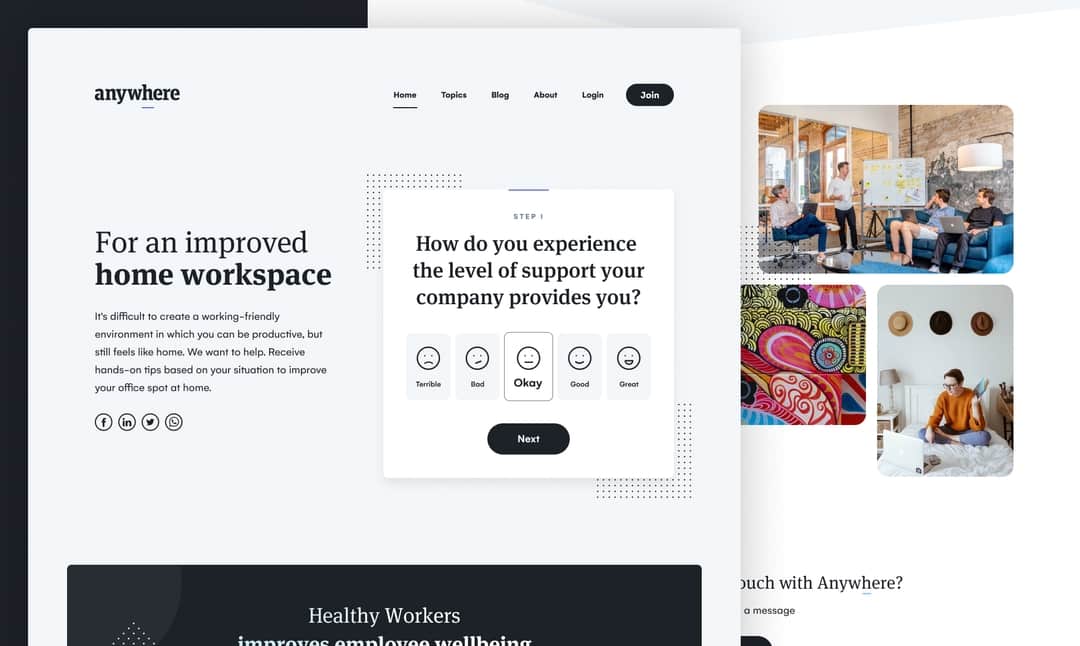 anywhere
Home Topics Blog About Login Join
For an improved
home workspace
It's difficult to create a working-friendly
environment in which you can be productive, but
still feels like home. We want to help. Receive
hands-on tips based on your situation to improve
your office spot at home.
STEP 1
How do you experience
the level of support your
company provides you?
Terrible Bad Okay Good Great
Next
Healthy Workers
improves employee wellbeing
with Anywhere?
a message